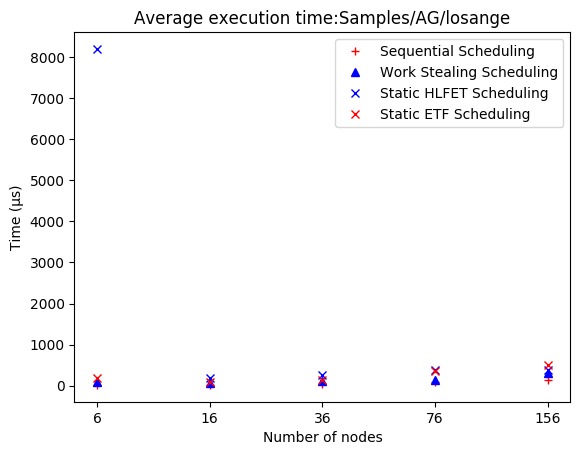 Average execution time:Samples/AG/losange
Sequential Scheduling
Work Stealing Scheduling
Static HLFET Scheduling
Static ETF Scheduling
Time (µs)
8000
7000
6000
5000
4000
3000
2000
1000
0
6 16 36 76 156
Number of nodes